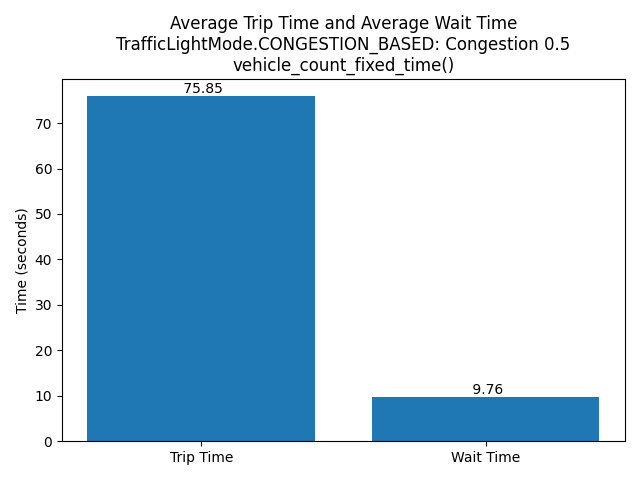 Average Trip Time and Average Wait Time
TrafficLightMode.CONGESTION_BASED: Congestion 0.5
vehicle_count_fixed_time()
75.85
9.76
Time (seconds)
70
60
50
40
30
20
10
0
Trip Time
Wait Time